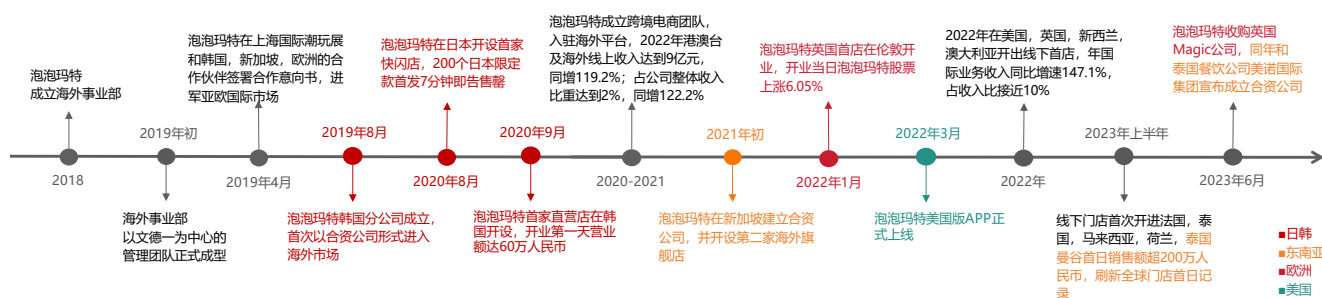 泡泡玛特
成立海外事业部
2018
2019年初
海外事业部
以文德一为中心的
管理团队正式成型
泡泡玛特在上海国际潮玩展
和韩国，新加坡，欧洲的合
作伙伴签署合作意向书，进
军亚欧国际市场
2019年4月
2019年8月
泡泡玛特韩国分公司成立，
首次以合资公司形式进入
海外市场
泡泡玛特在日本开设首家
快闪店，200个日本限定
款首发7分钟即告售罄
2020年8月
2020年9月
泡泡玛特首家直营店在韩
国开设，开业第一天营业
额达60万人民币
泡泡玛特成立跨境电商团队，
入驻海外平台，2022年港澳台
及海外线上收入达到9亿元，
同增119.2%；占公司整体收入
比重达到2%，同增122.2%
2020-2021
2021年初
泡泡玛特在新加坡建立合资
公司，并开设第二家海外旗
舰店
泡泡玛特英国首店在伦敦开
业，开业当日泡泡玛特股票
上涨6.05%
2022年1月
2022年3月
泡泡玛特美国版APP正
式上线
2022年在美国，英国，新西兰，
澳大利亚开出线下首店，年国
际业务收入同比增速147.1%，
占收入比接近10%
2022年
2023年上半年
线下门店首次开进法国，泰
国，马来西亚，荷兰，泰国
曼谷首日销售额超200万人
民币，刷新全球门店首日记
录
泡泡玛特收购英国
Magic公司，同年和
泰国餐饮公司美诺国际
集团宣布成立合资公司
2023年6月
■日韩
■东南亚
■欧洲
■美国